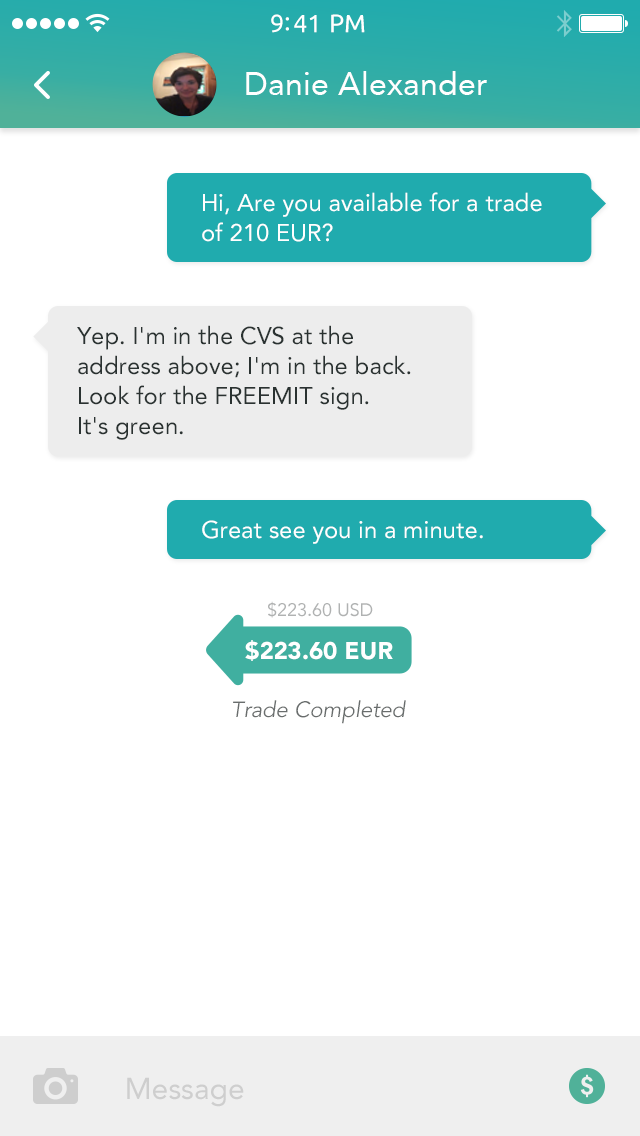 9:41 PM
Danie Alexander
Hi, Are you available for a trade
of 210 EUR?
Yep. I'm in the CVS at the
address above; I'm in the back.
Look for the FREEMIT sign.
It's green.
Great see you in a minute.
$223.60 USD
$223.60 EUR
Trade Completed
Message
$